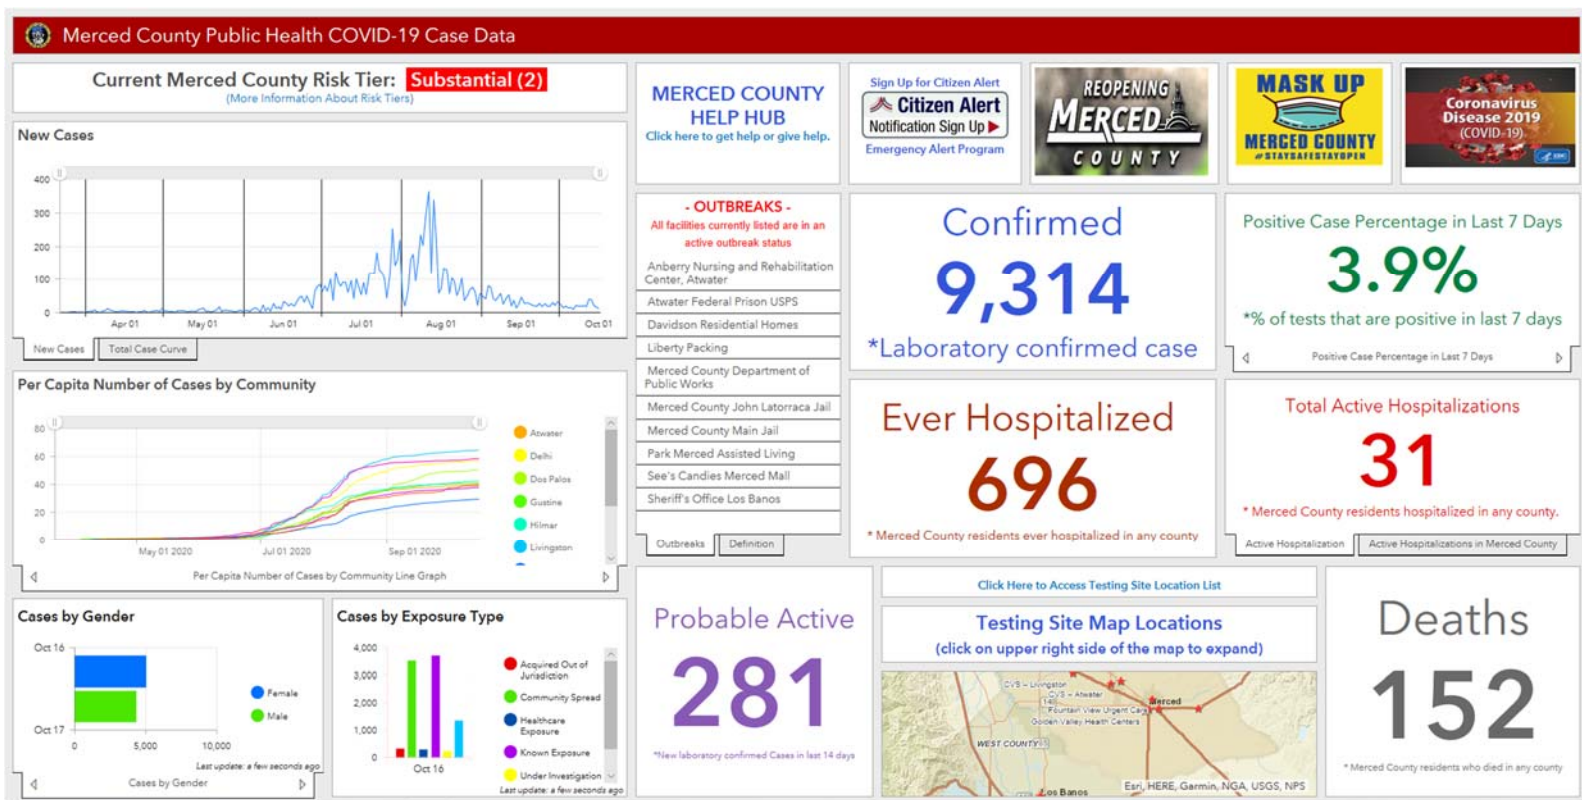 Merced County Public Health COVID-19 Case Data
Current Merced County Risk Tier: Substantial (2)
(More Information About Risk Tiers)
New Cases
400
300
200
100
0
Apr 01
May 01
Jun 01
Jul 01
Aug 01
Sep 01
Oct 01
New Cases
Total Case Curve
Per Capita Number of Cases by Community
80
60
40
20
0
May 01 2020
Jul 01 2020
Sep 01 2020
Atwater
Delhi
Dos Palos
Gustine
Hilmar
Livingston
Per Capita Number of Cases by Community Line Graph
Cases by Gender
Oct 16
Oct 17
0
5,000
10,000
Female
Male
Last update: a few seconds ago
Cases by Gender
Cases by Exposure Type
4,000
3,000
2,000
1,000
0
Oct 16
Acquired Out of
Jurisdiction
Community Spread
Healthcare
Exposure
Known Exposure
Under Investigation
Last update: a few seconds ago
MERCED COUNTY
HELP HUB
Click here to get help or give help.
Sign Up for Citizen Alert
Citizen Alert
Notification Sign Up
Emergency Alert Program
REOPENING
MERCED
COUNTY
MASK UP
MERCED COUNTY
#STAYSAFESTAYOPEN
Coronavirus
Disease 2019
(COVID-19)
CDC
- OUTBREAKS -
All facilities currently listed are in an
active outbreak status
Anberry Nursing and Rehabilitation
Center, Atwater
Atwater Federal Prison USPS
Davidson Residential Homes
Liberty Packing
Merced County Department of
Public Works
Merced County John Latorraca Jail
Merced County Main Jail
Park Merced Assisted Living
See's Candies Merced Mall
Sheriff's Office Los Banos
Outbreaks
Definition
Confirmed
9,314
*Laboratory confirmed case
Positive Case Percentage in Last 7 Days
3.9%
*% of tests that are positive in last 7 days
Positive Case Percentage in Last 7 Days
Ever Hospitalized
696
* Merced County residents ever hospitalized in any county
Total Active Hospitalizations
31
* Merced County residents hospitalized in any county.
Active Hospitalization
Active Hospitalizations in Merced County
Probable Active
281
*New laboratory confirmed Cases in last 14 days
Click Here to Access Testing Site Location List
Testing Site Map Locations
(click on upper right side of the map to expand)
CVS - Livingston
CVS - Atwater
140
Merced
Fountain View Urgent Care
Golden Valley Health Centers
WEST COUNTY
Los Banos
Esri, HERE, Garmin, NGA, USGS, NPS
Deaths
152
* Merced County residents who died in any county